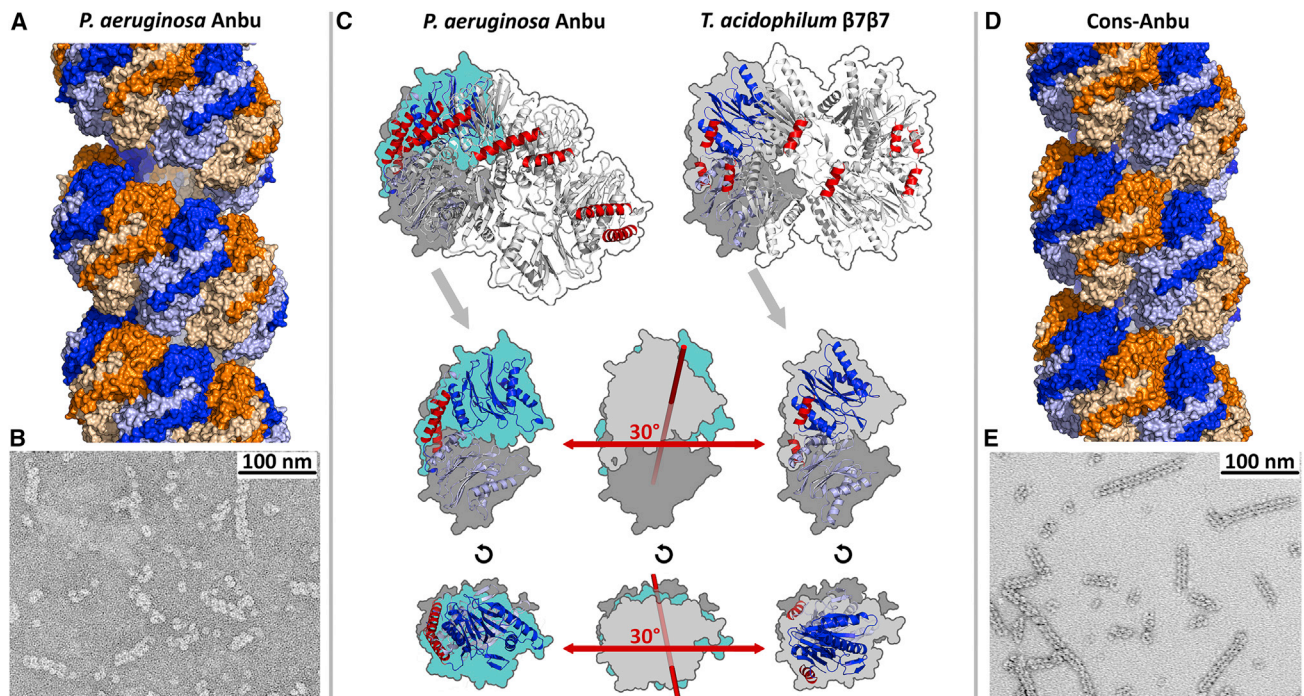 A
P. aeruginosa Anbu
C
P. aeruginosa Anbu
T. acidophilum β7β7
D
Cons-Anbu
B
100 nm
30°
30°
E
100 nm